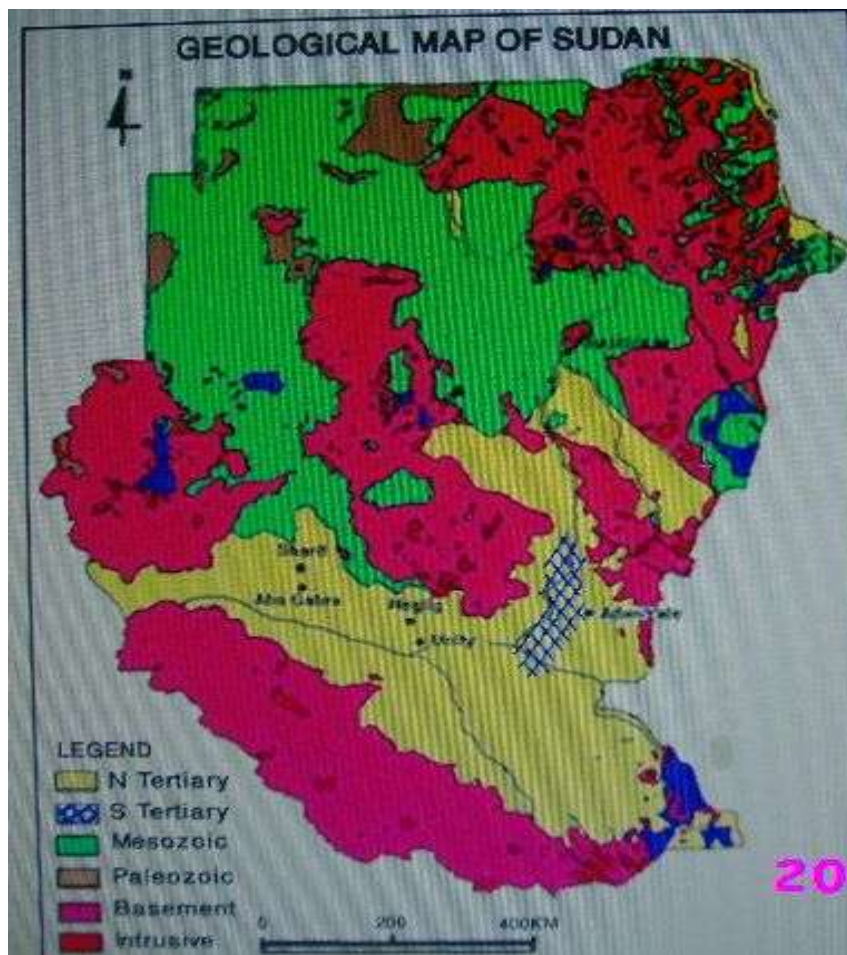 GEOLOGICAL MAP OF SUDAN
Sharif
Abu Gabra
Heglig
Unity
Adar-Yale
LEGEND
N Tertiary
S Tertiary
Mesozoic
Paleozoic
Basement
Intrusive
0 200 400KM
20